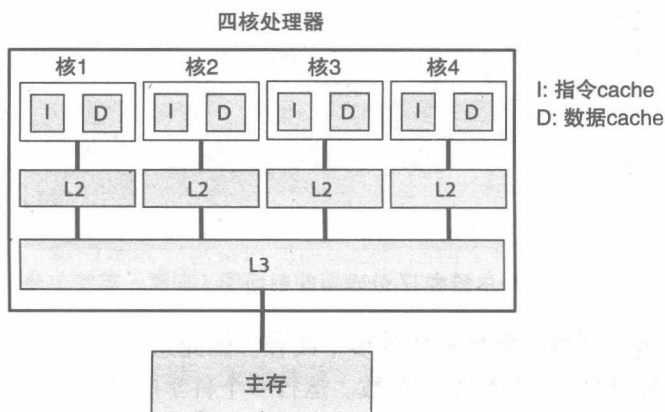 四核处理器
核1 核2 核3 核4
I D I D I D I D
I: 指令cache
D: 数据cache
L2 L2 L2 L2
L3
主存